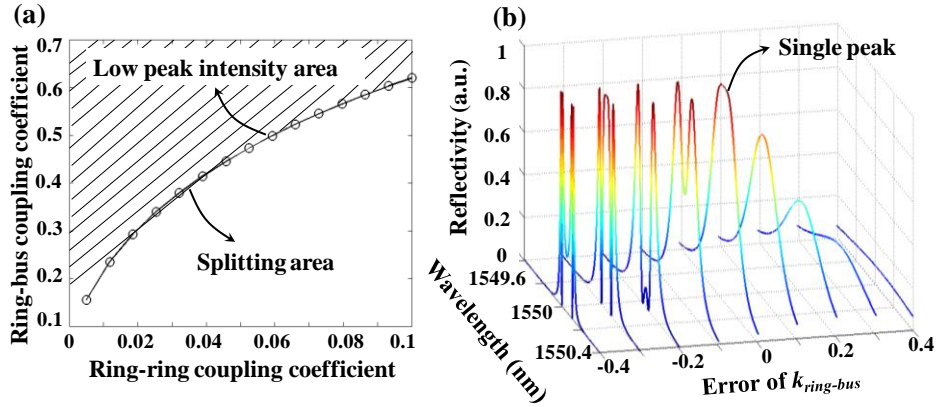 (a)
Ring-bus coupling coefficient
0.7
0.6
0.5
0.4
0.3
0.2
0.1
Low peak intensity area
Splitting area
0
0.02
0.04
0.06
0.08
0.1
Ring-ring coupling coefficient
(b)
Reflectivity (a.u.)
1
0.8
0.6
0.4
0.2
0
Single peak
Wavelength (nm)
1549.6
1550
1550.4
-0.4
-0.2
0
0.2
0.4
Error of k ring-bus